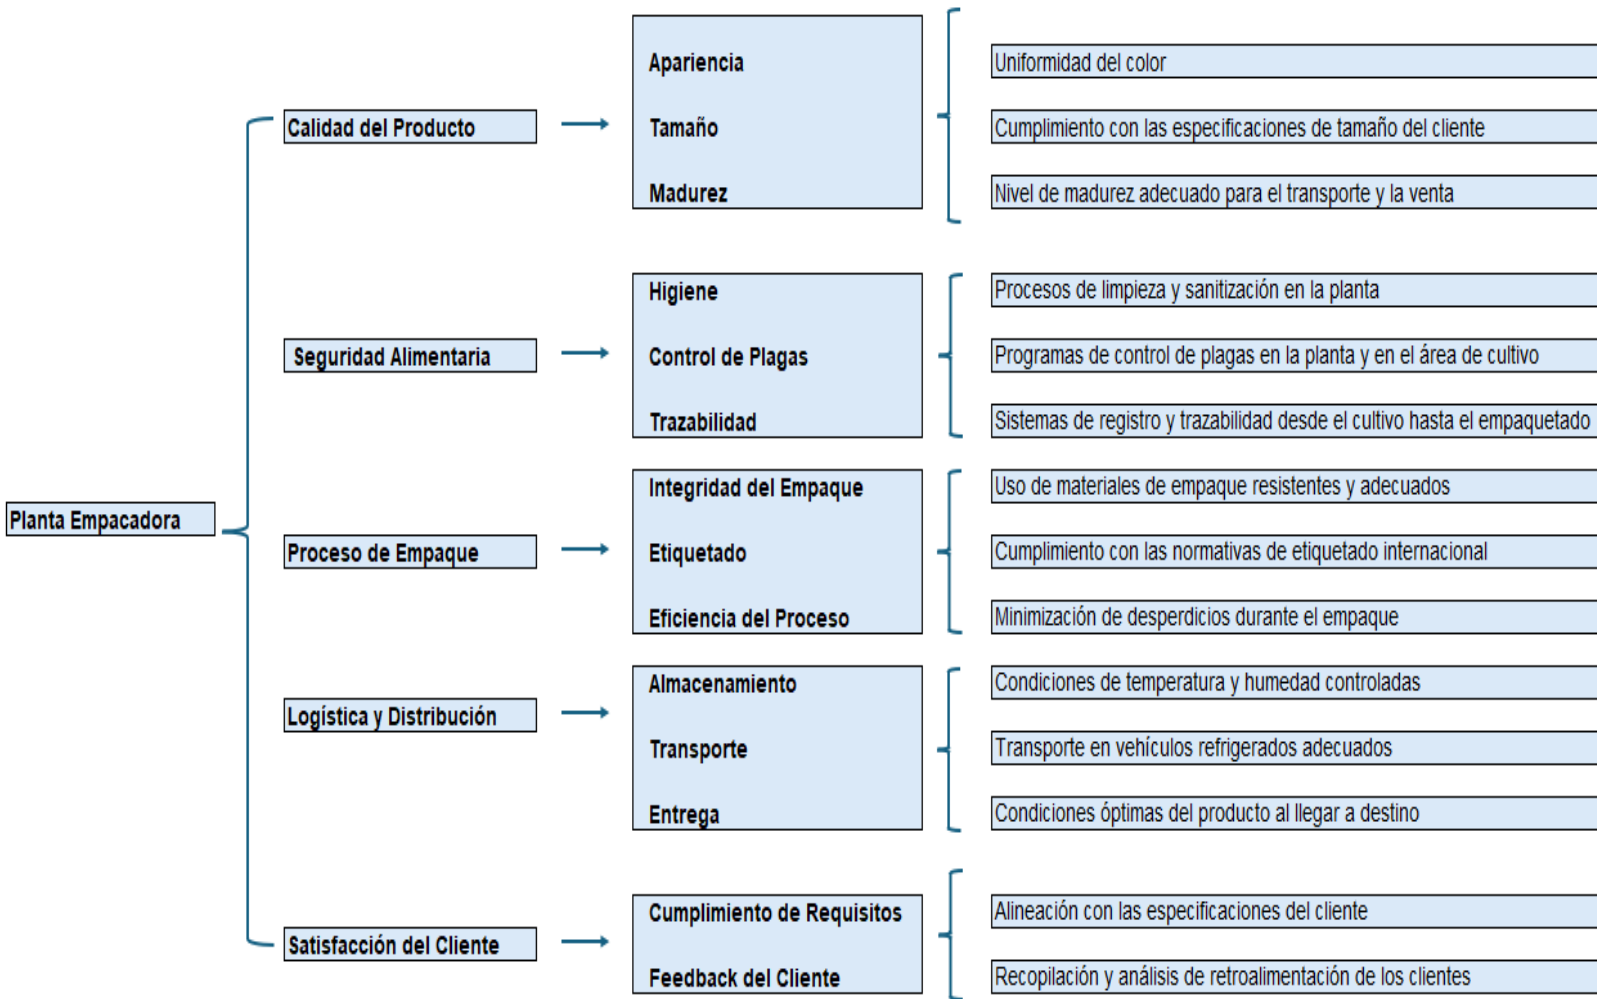 Planta Empacadora
Calidad del Producto
Apariencia
Tamaño
Madurez
Uniformidad del color
Cumplimiento con las especificaciones de tamaño del cliente
Nivel de madurez adecuado para el transporte y la venta
Seguridad Alimentaria
Higiene
Control de Plagas
Trazabilidad
Procesos de limpieza y sanitización en la planta
Programas de control de plagas en la planta y en el área de cultivo
Sistemas de registro y trazabilidad desde el cultivo hasta el empaquetado
Proceso de Empaque
Integridad del Empaque
Etiquetado
Eficiencia del Proceso
Uso de materiales de empaque resistentes y adecuados
Cumplimiento con las normativas de etiquetado internacional
Minimización de desperdicios durante el empaque
Logística y Distribución
Almacenamiento
Transporte
Entrega
Condiciones de temperatura y humedad controladas
Transporte en vehículos refrigerados adecuados
Condiciones óptimas del producto al llegar a destino
Satisfacción del Cliente
Cumplimiento de Requisitos
Feedback del Cliente
Alineación con las especificaciones del cliente
Recopilación y análisis de retroalimentación de los clientes